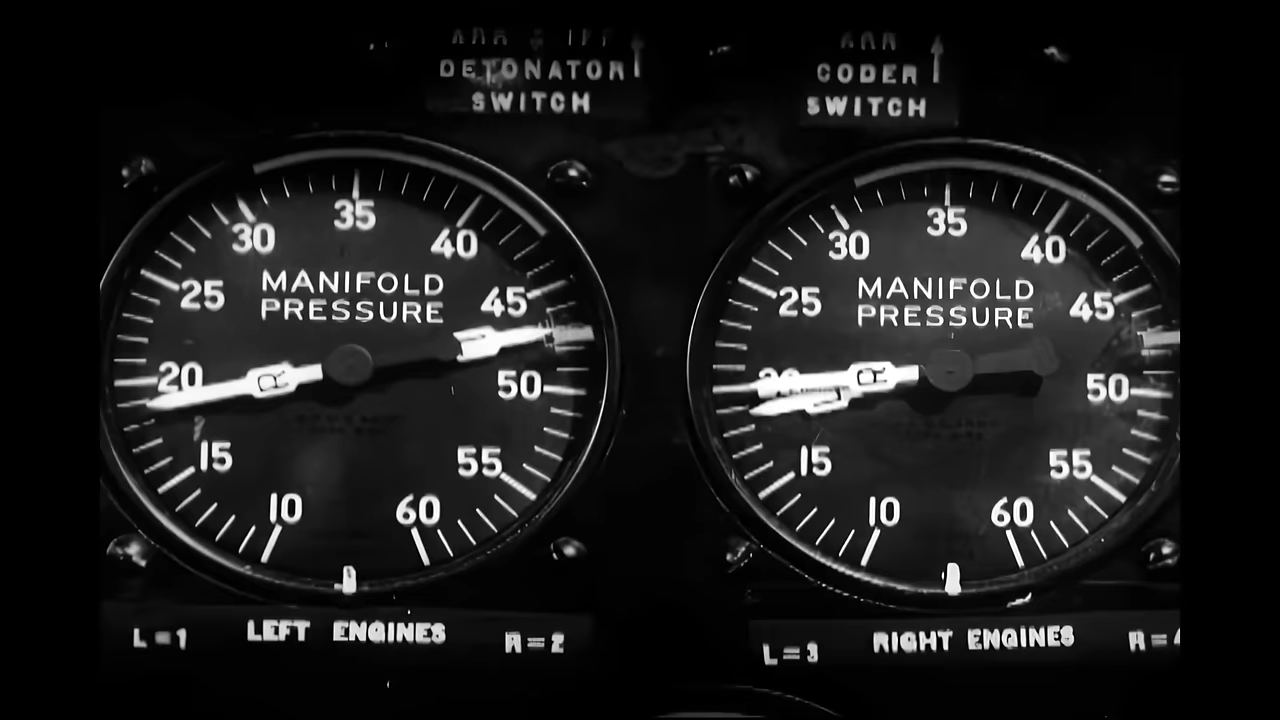 DETONATOR
SWITCH
CODER
SWITCH
35
30
40
25
MANIFOLD
PRESSURE
45
20
R
50
15
55
10
60
35
30
40
25
MANIFOLD
PRESSURE
45
R
L
50
15
55
10
60
L=1
LEFT ENGINES
R=2
L=3
RIGHT ENGINES
R=4